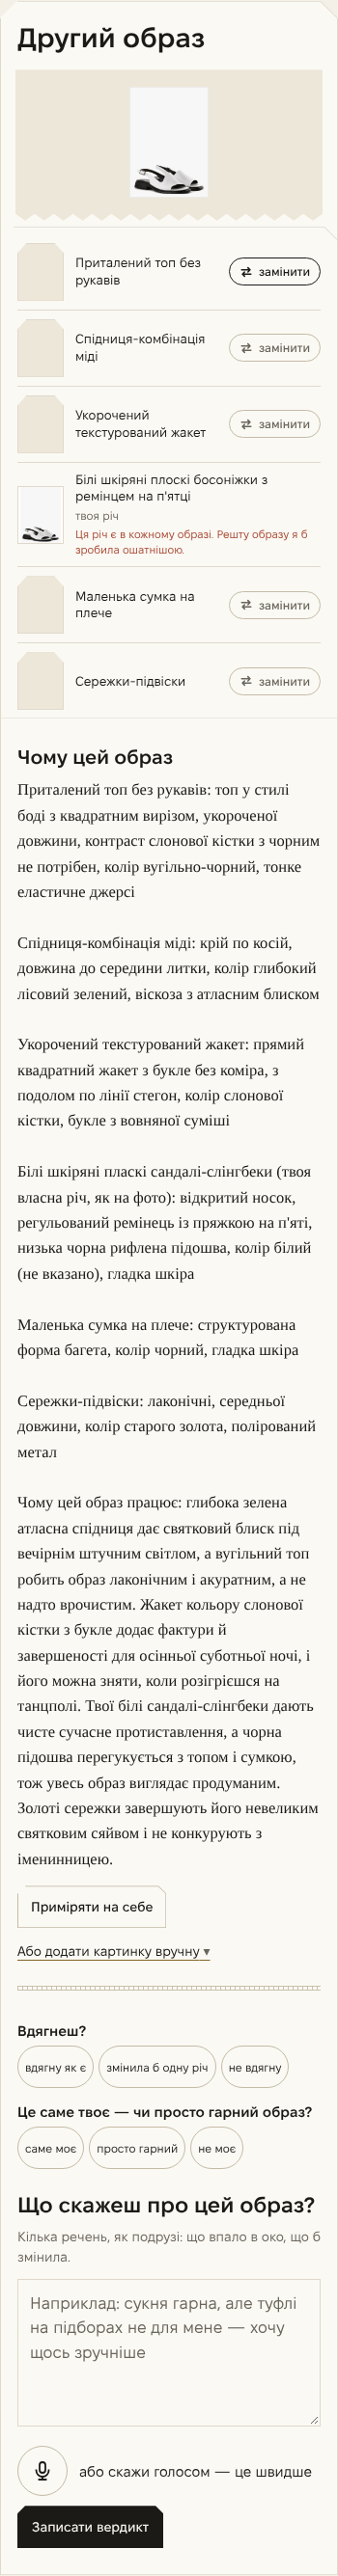 Другий образ
Приталений топ без
рукавів
замінити
Спідниця-комбінація
міді
замінити
Укорочений
текстурований жакет
замінити
Білі шкіряні плоскі босоніжки з
ремінцем на п'ятці
твоя річ
Ця річ є в кожному образі. Решту образу я б
зробила ошатнішою.
Маленька сумка на
плече
замінити
Сережки-підвіски
замінити
Чому цей образ
Приталений топ без рукавів: топ у стилі
боді з квадратним вирізом, укороченої
довжини, контраст слонової кістки з чорним
не потрібен, колір вугільно-чорний, тонке
еластичне джерсі
Спідниця-комбінація міді: крій по косій,
довжина до середини литки, колір глибокий
лісовий зелений, віскоза з атласним блиском
Укорочений текстурований жакет: прямий
квадратний жакет з букле без коміра, з
подолом по лінії стегон, колір слонової
кістки, букле з вовняної суміші
Білі шкіряні пласкі сандалі-слінгбеки (твоя
власна річ, як на фото): відкритий носок,
регульований ремінець із пряжкою на п'яті,
низька чорна рифлена підошва, колір білий
(не вказано), гладка шкіра
Маленька сумка на плече: структурована
форма багета, колір чорний, гладка шкіра
Сережки-підвіски: лаконічні, середньої
довжини, колір старого золота, полірований
метал
Чому цей образ працює: глибока зелена
атласна спідниця дає святковий блиск під
вечірнім штучним світлом, а вугільний топ
робить образ лаконічним і акуратним, а не
надто врочистим. Жакет кольору слонової
кістки з букле додає фактури й
завершеності для осінньої суботньої ночі, і
його можна зняти, коли розігрієшся на
танцполі. Твої білі сандалі-слінгбеки дають
чисте сучасне протиставлення, а чорна
підошва перегукується з топом і сумкою,
тож увесь образ виглядає продуманим.
Золоті сережки завершують його невеликим
святковим сяйвом і не конкурують з
іменинницею.
Приміряти на себе
Або додати картинку вручну ▾
Вдягнеш?
вдягну як є
змінила б одну річ
не вдягну
Це саме твоє — чи просто гарний образ?
саме моє
просто гарний
не моє
Що скажеш про цей образ?
Кілька речень, як подрузі: що впало в око, що б
змінила.
Наприклад: сукня гарна, але туфлі
на підборах не для мене — хочу
щось зручніше
або скажи голосом — це швидше
Записати вердикт